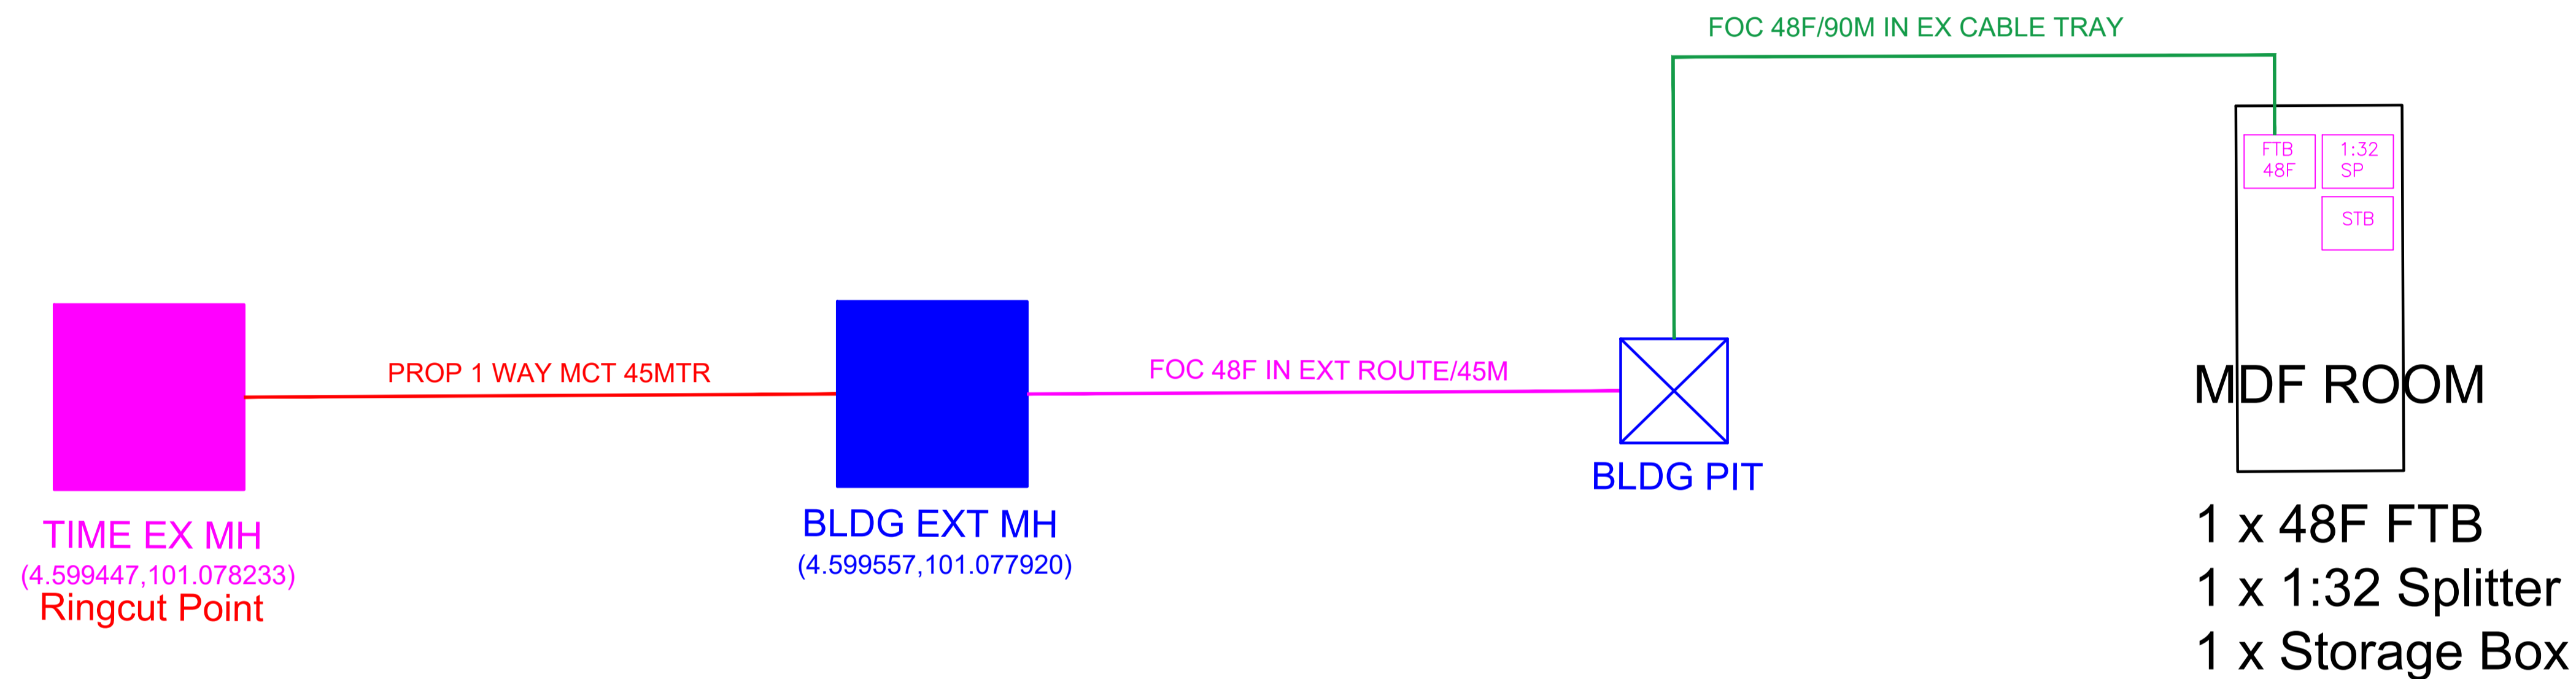 FOC 48F/90M IN EX CABLE TRAY
FTB
48F
1:32
SP
STB
PROP 1 WAY MCT 45MTR
FOC 48F IN EXT ROUTE/45M
MDF ROOM
BLDG PIT
TIME EX MH
(4.599447,101.078233)
Ringcut Point
BLDG EXT MH
(4.599557,101.077920)
1 x 48F FTB
1 x 1:32 Splitter
1 x Storage Box